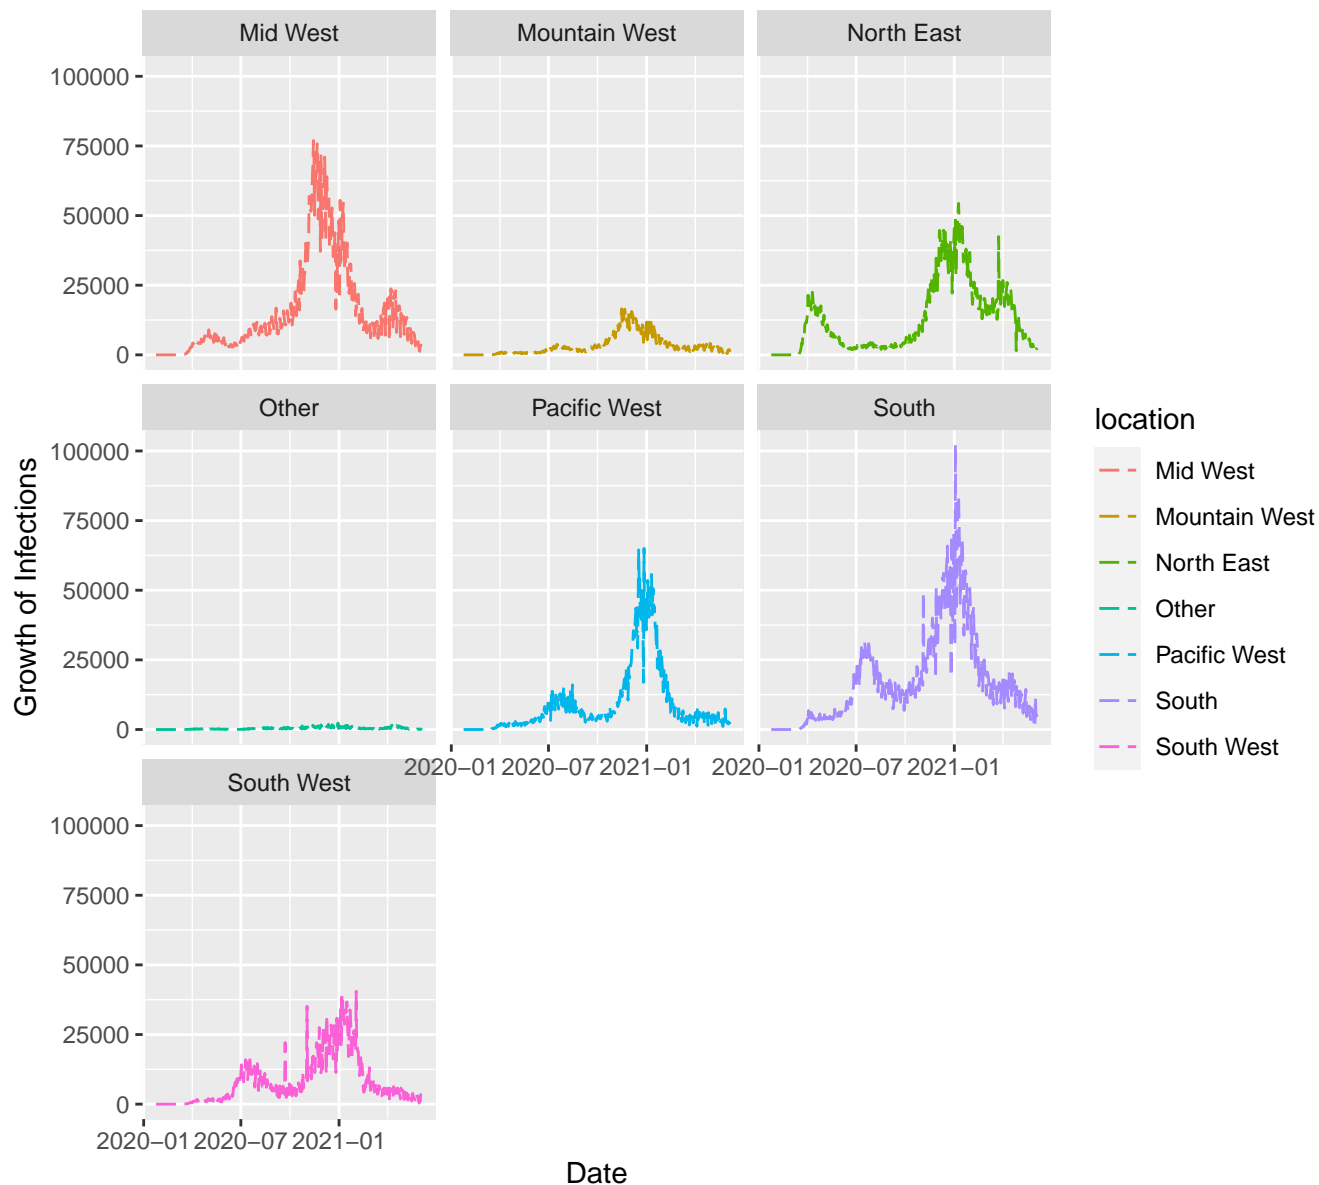 Mid West
Mountain West
North East
100000
75000
50000
25000
0
Other
Pacific West
South
100000
75000
50000
25000
0
2020−01 2020−07 2021−01
2020−01 2020−07 2021−01
South West
100000
75000
50000
25000
0
2020−01 2020−07 2021−01
Growth of Infections
Date
location
Mid West
Mountain West
North East
Other
Pacific West
South
South West